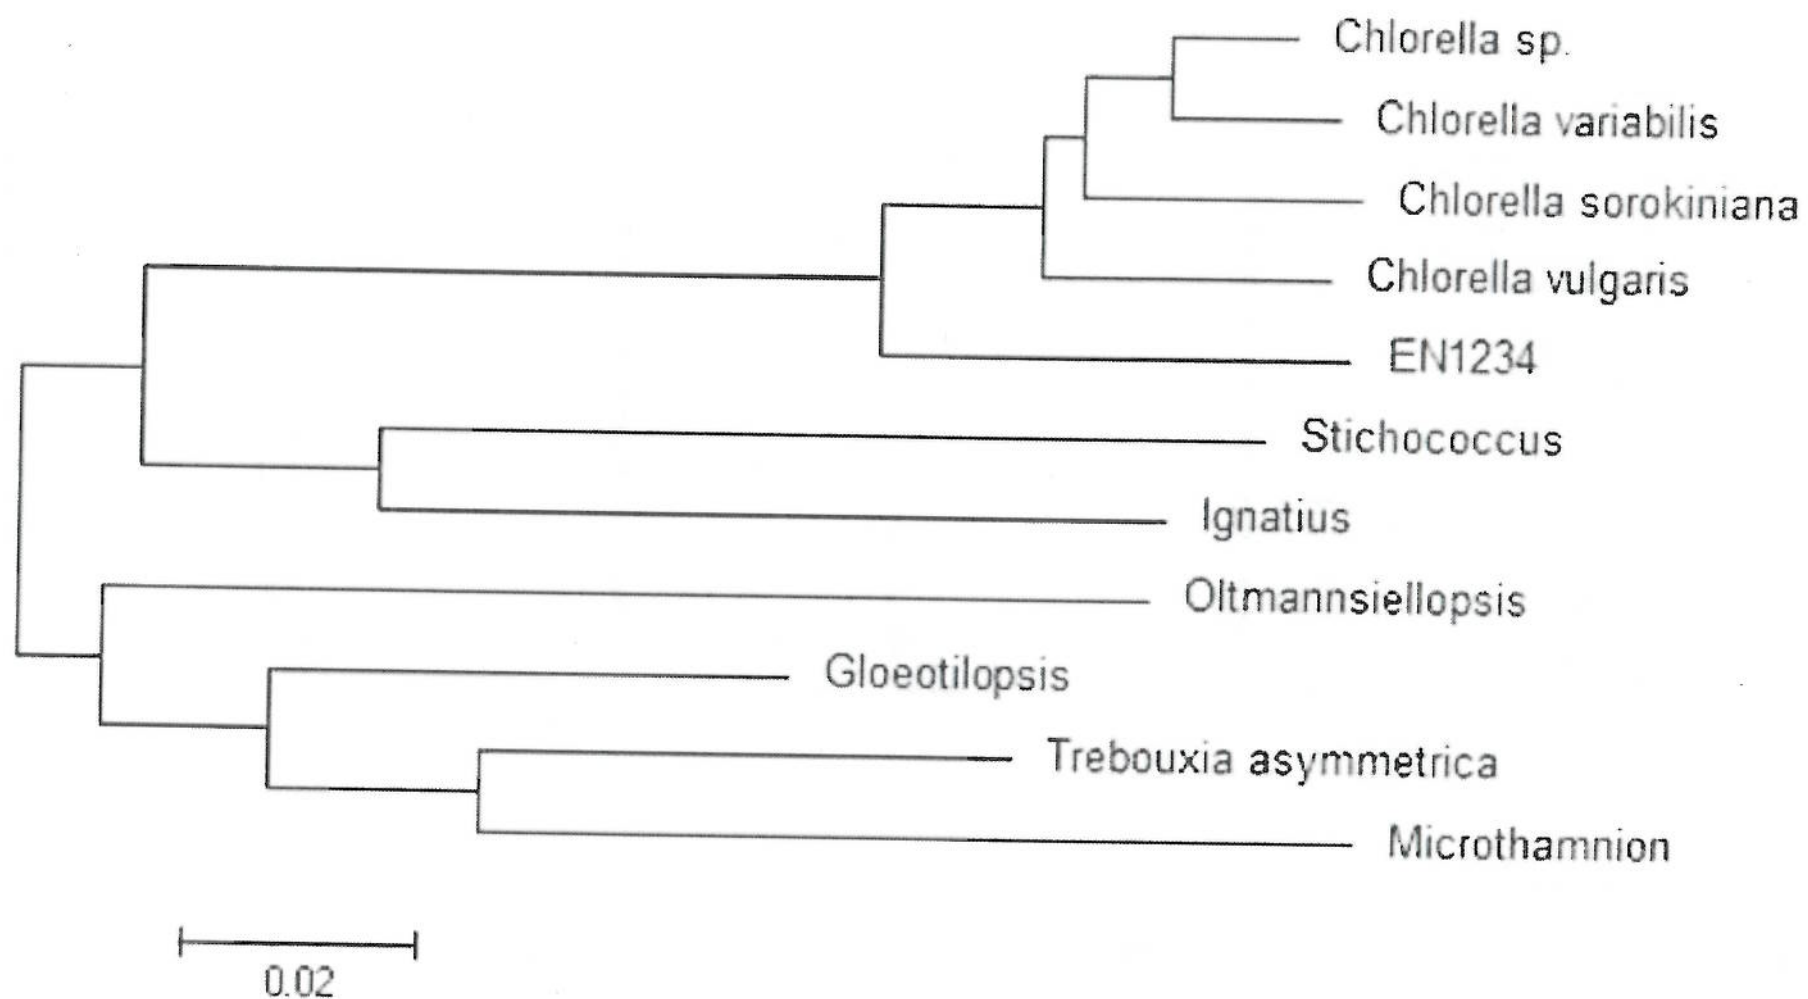 Chlorella sp.
Chlorella variabilis
Chlorella sorokiniana
Chlorella vulgaris
EN1234
Stichococcus
Ignatius
Oltmannsiellopsis
Gloeotilopsis
Trebouxia asymmetrica
Microthamnion
0.02